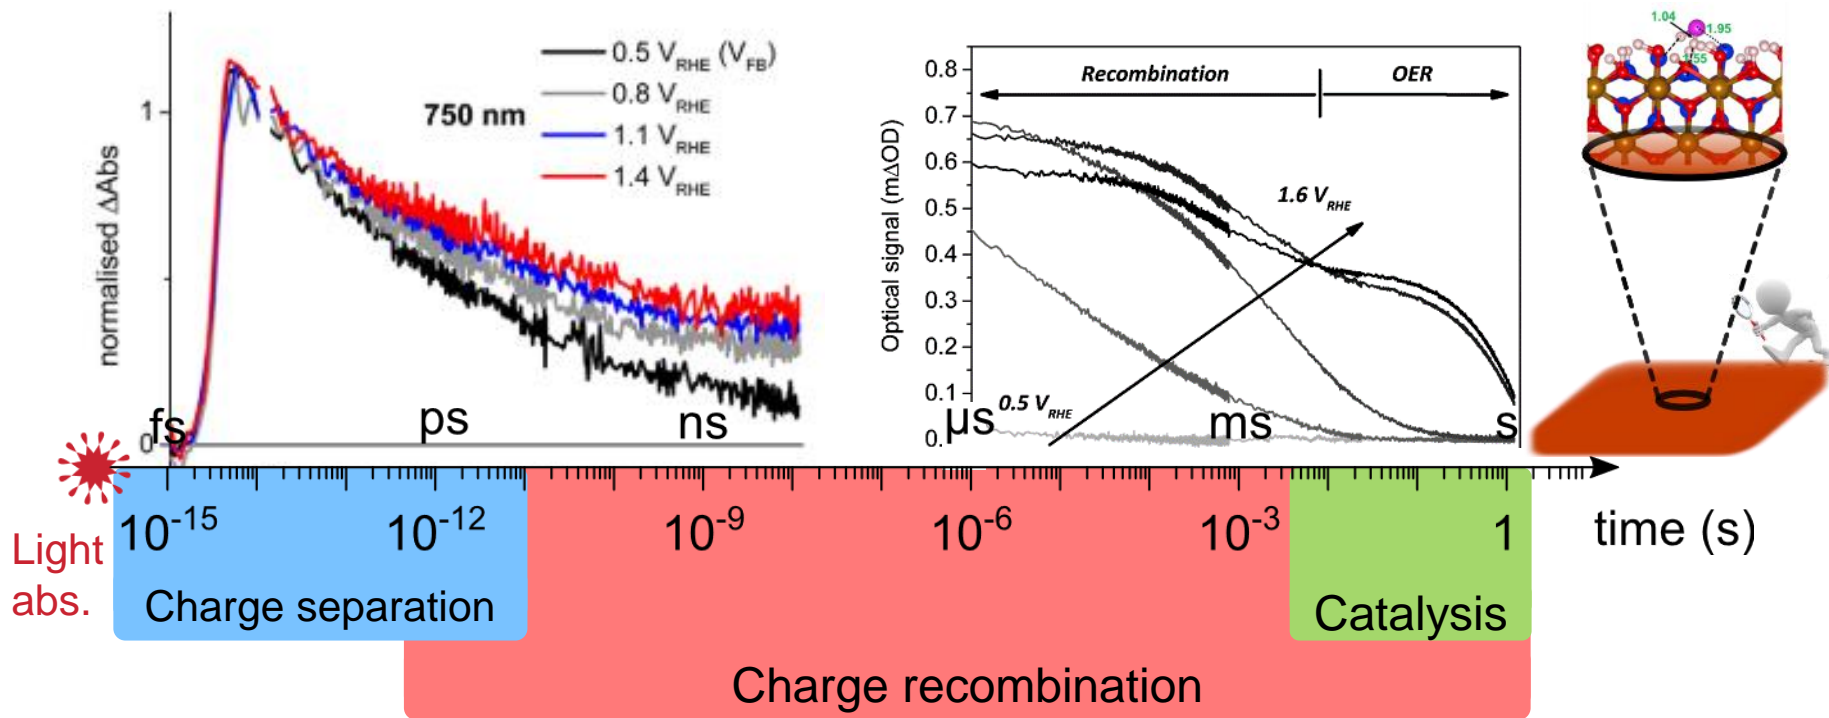 normalised ΔAbs
1
0
750 nm
0.5 VRHE (VFB)
0.8 VRHE
1.1 VRHE
1.4 VRHE
fs
ps
ns
Optical signal (mΔOD)
0.8
0.7
0.6
0.5
0.4
0.3
0.2
0.1
0.
Recombination
OER
1.6 VRHE
0.5 VRHE
μs
ms
s
1.04
1.95
1.55
Light
abs.
10-15
10-12
10-9
10-6
10-3
1
time (s)
Charge separation
Catalysis
Charge recombination